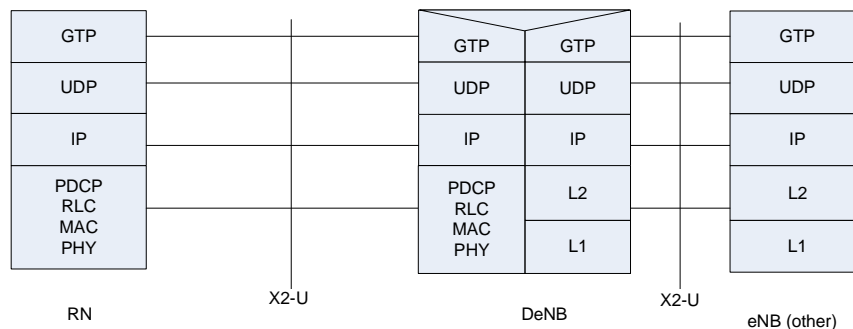 GTP
UDP
IP
PDCP
RLC
MAC
PHY
RN
X2-U
GTP
GTP
UDP
UDP
IP
IP
PDCP
RLC
MAC
PHY
L2
L1
DeNB
X2-U
GTP
UDP
IP
L2
L1
eNB (other)